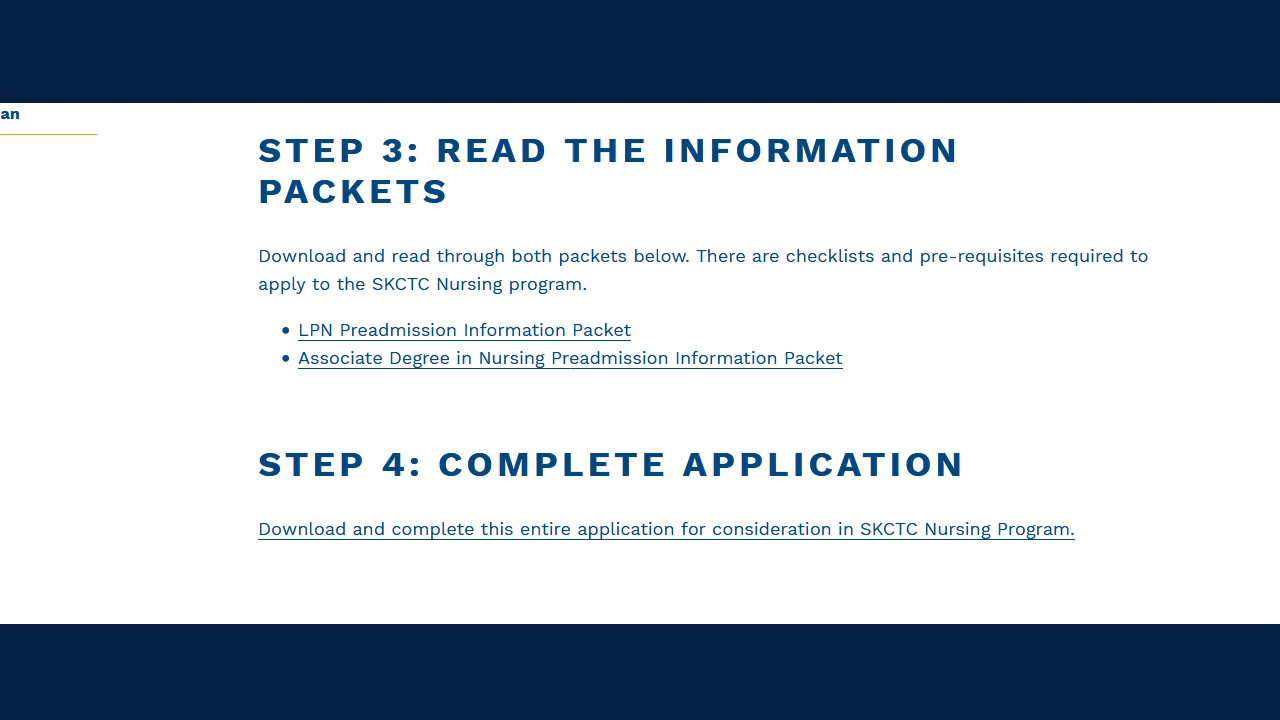 an
STEP 3: READ THE INFORMATION
PACKETS
Download and read through both packets below. There are checklists and pre-requisites required to
apply to the SKCTC Nursing program.
• LPN Preadmission Information Packet
• Associate Degree in Nursing Preadmission Information Packet
STEP 4: COMPLETE APPLICATION
Download and complete this entire application for consideration in SKCTC Nursing Program.